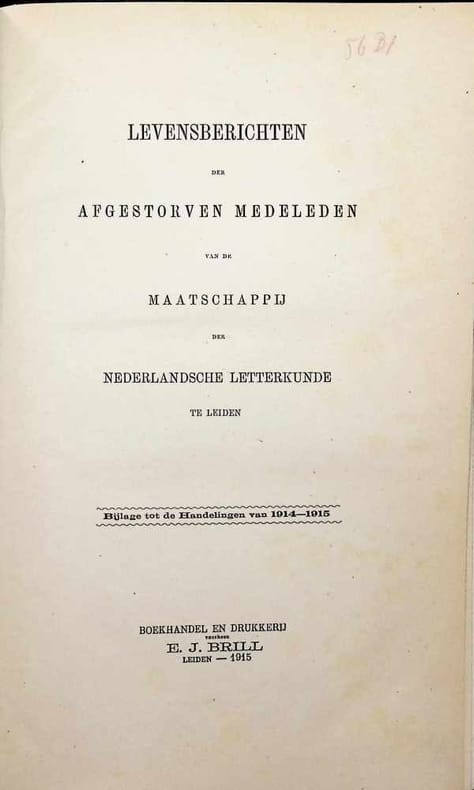 56 B1
LEVENSBERICHTEN
DER
AFGESTORVEN MEDELEDEN
VAN DE
MAATSCHAPPIJ
DER
NEDERLANDSCHE LETTERKUNDE
TE LEIDEN
Bijlage tot de Handelingen van 1914—1915
BOEKHANDEL EN DRUKKERIJ
voorheen
E. J. BRILL
LEIDEN — 1915